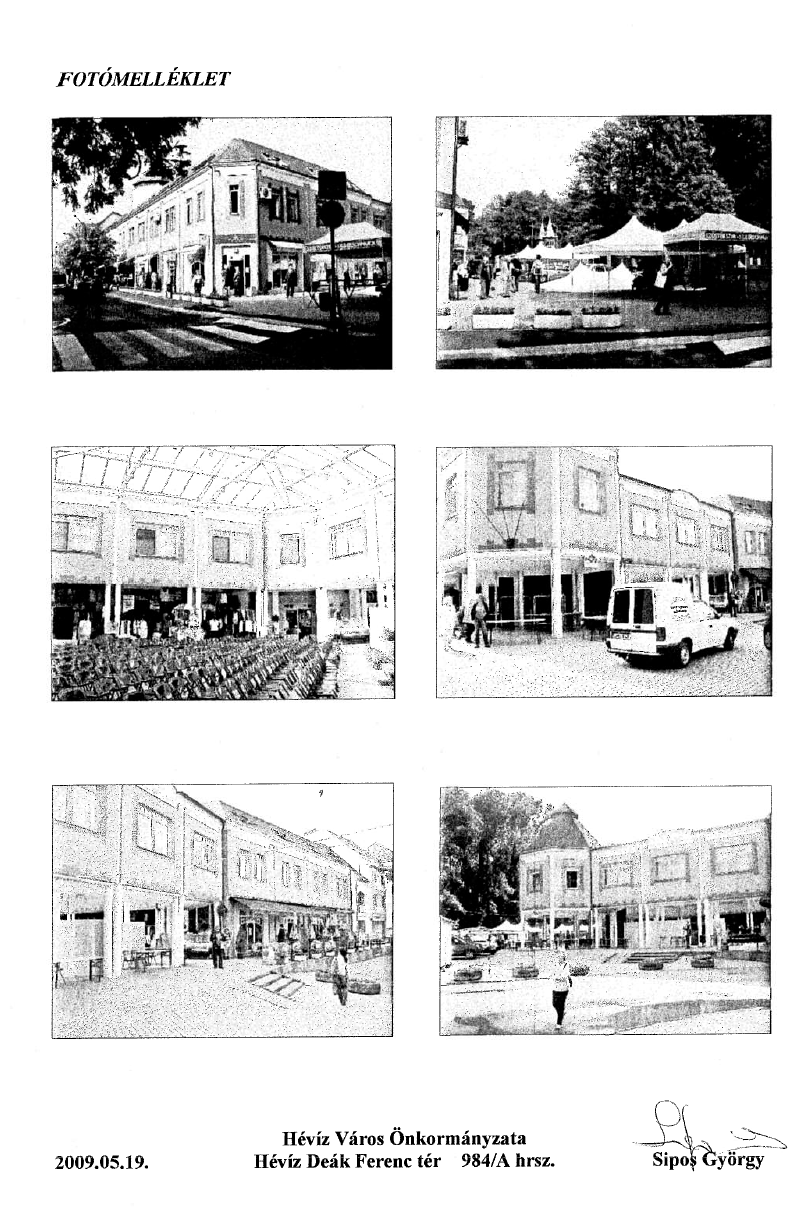 FOTÓMELLÉKLET
Hévíz Város Önkormányzata
2009.05.19.
Hévíz Deák Ferenc tér 984/A hrsz.
Sipos György